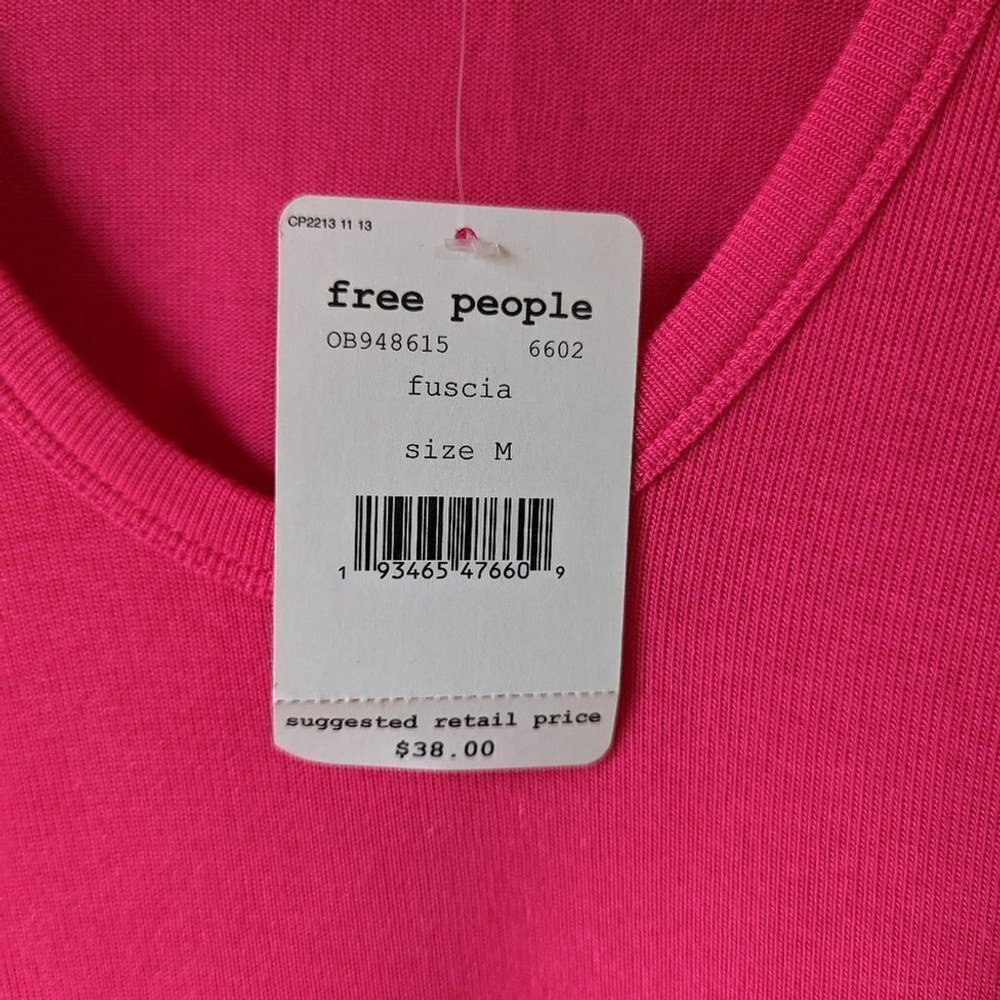 CP2213 11 13
free people
OB948615 6602
fuscia
size M
1 93465 47660 9
suggested retail price
$38.00